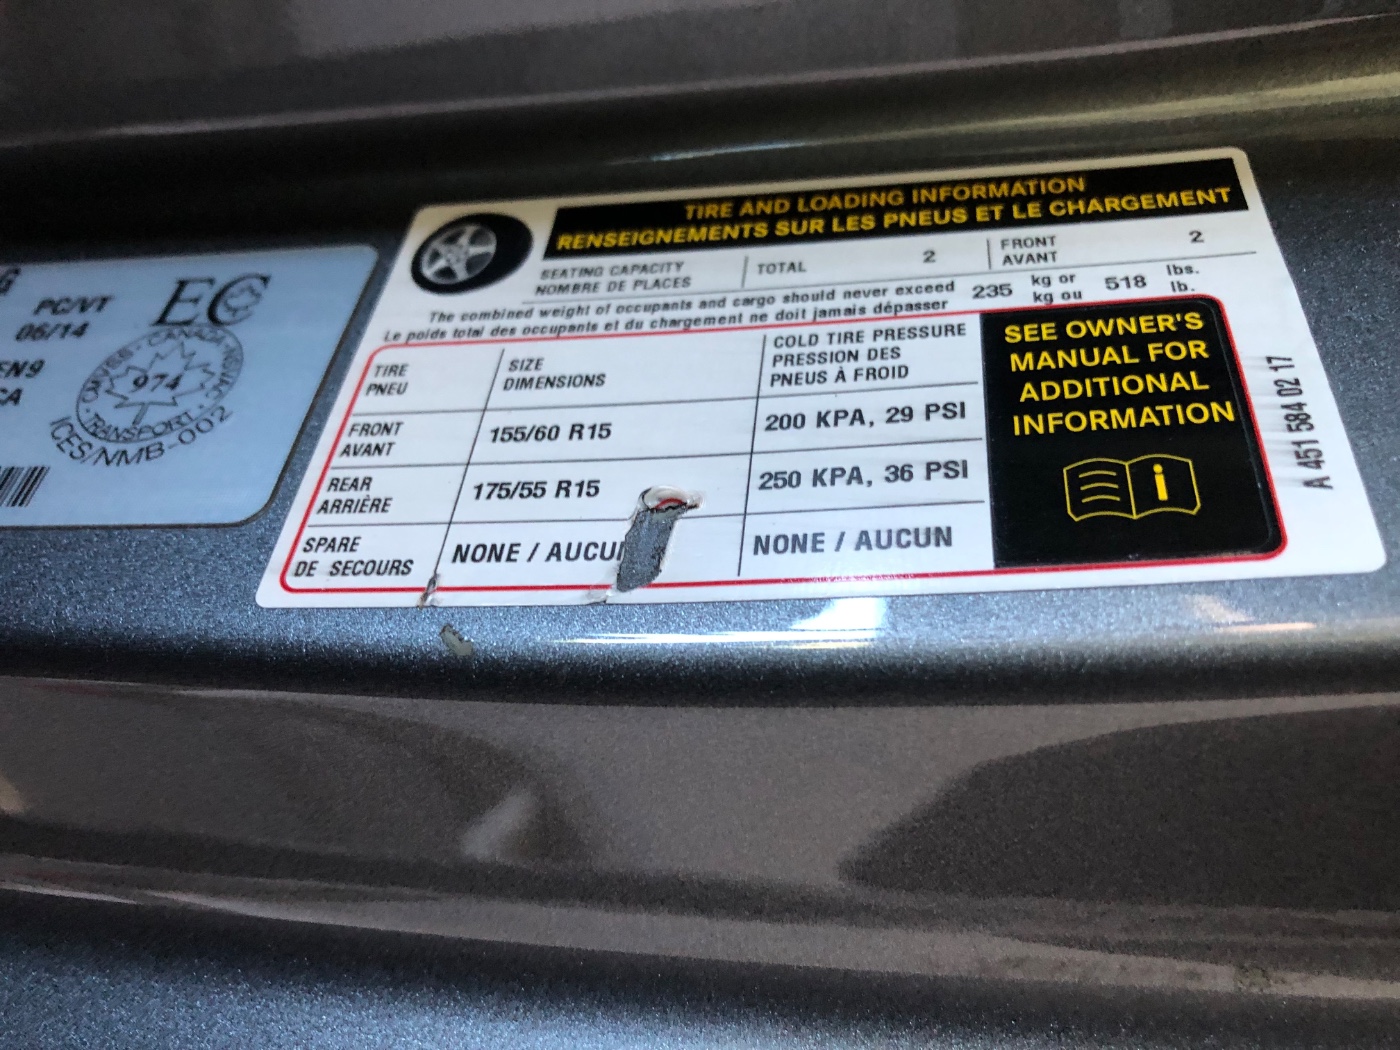 G
PC/VT
06/14
EC
974
TRANSPORT
CANADA
ICES/NMB-002
TIRE AND LOADING INFORMATION
RENSEIGNEMENTS SUR LES PNEUS ET LE CHARGEMENT
SEATING CAPACITY
NOMBRE DE PLACES
TOTAL 2
FRONT
AVANT
2
The combined weight of occupants and cargo should never exceed
Le poids total des occupants et du chargement ne doit jamais dépasser
235 kg or 518 lbs.
kg ou lb.
TIRE
PNEU
SIZE
DIMENSIONS
COLD TIRE PRESSURE
PRESSION DES
PNEUS À FROID
FRONT
AVANT
155/60 R15
200 KPA, 29 PSI
REAR
ARRIÈRE
175/55 R15
250 KPA, 36 PSI
SPARE
DE SECOURS
NONE / AUCU
NONE / AUCUN
SEE OWNER'S
MANUAL FOR
ADDITIONAL
INFORMATION
i
A 451 584 02 17